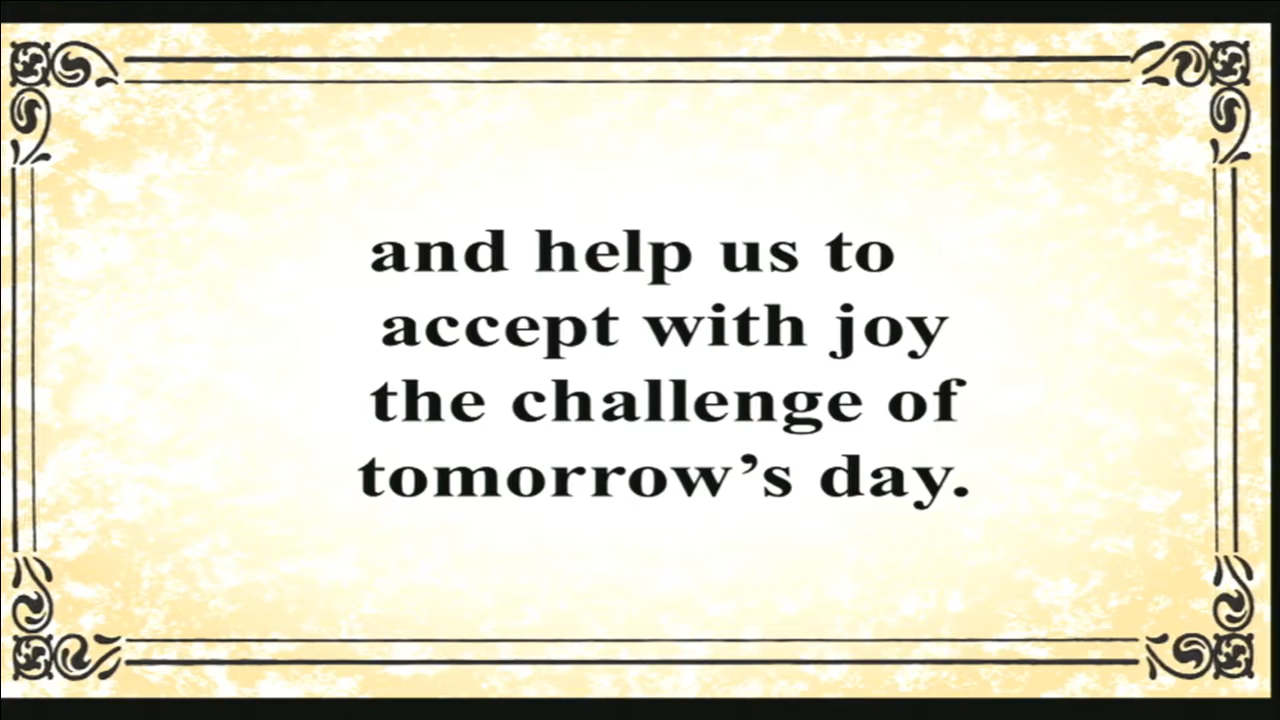 and help us to
accept with joy
the challenge of
tomorrow’s day.